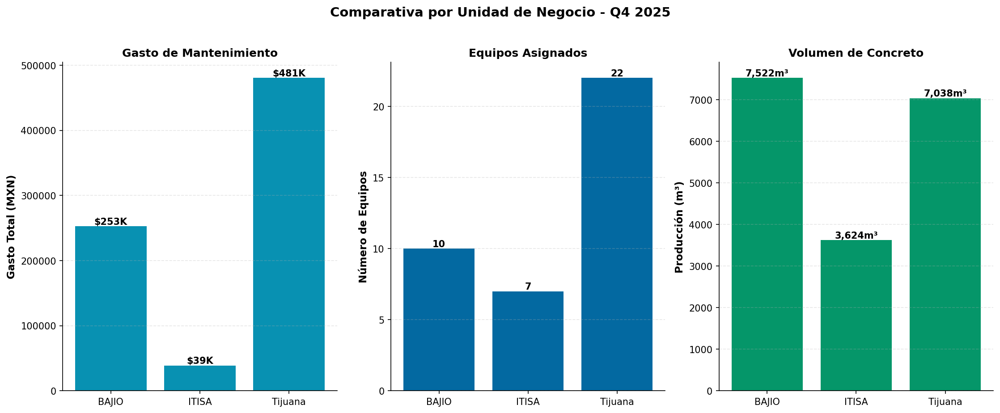 Comparativa por Unidad de Negocio - Q4 2025
Gasto de Mantenimiento
Gasto Total (MXN)
500000
400000
300000
200000
100000
0
$253K
$39K
$481K
BAJIO
ITISA
Tijuana
Equipos Asignados
Número de Equipos
20
15
10
5
0
10
7
22
BAJIO
ITISA
Tijuana
Volumen de Concreto
Producción (m³)
7000
6000
5000
4000
3000
2000
1000
0
7,522m³
3,624m³
7,038m³
BAJIO
ITISA
Tijuana